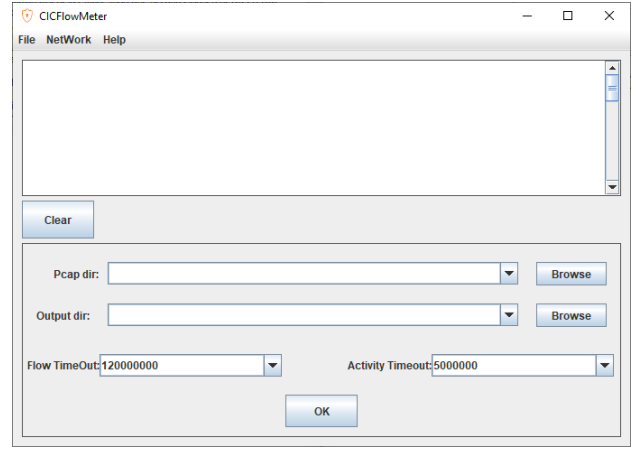 CICFlowMeter
File NetWork Help
Clear
Pcap dir: Browse
Output dir: Browse
Flow TimeOut: 120000000 Activity Timeout: 5000000
OK